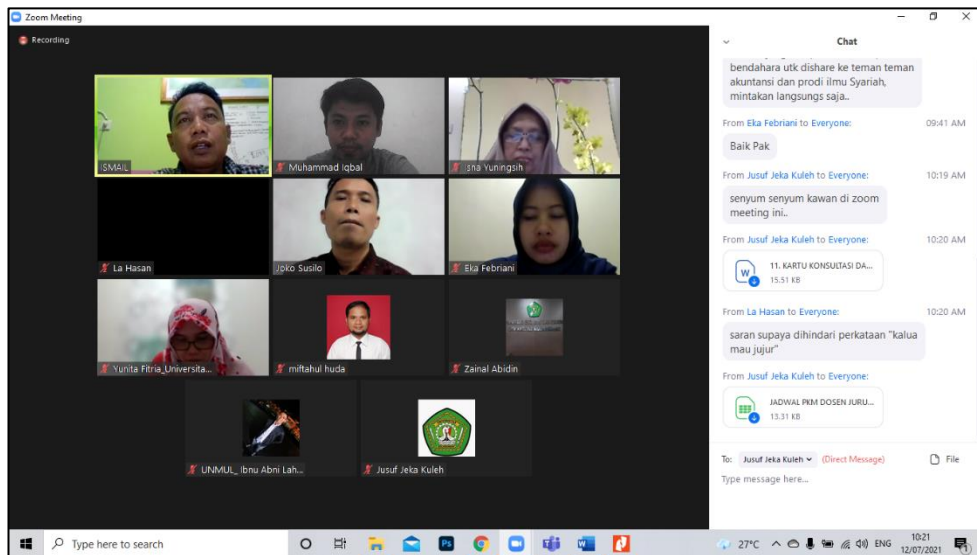 Zoom Meeting
Recording
ISMAIL
Muhammad Iqbal
Isna Yuningsih
La Hasan
Joko Susilo
Eka Febriani
Yunita Fitria_Universita...
miftahul huda
Zainal Abidin
UNMUL_ Ibnu Abni Lah...
Jusuf Jeka Kuleh
Chat
bendahara utk dishare ke teman teman
akuntansi dan prodi ilmu Syariah,
mintakan langsungs saja..
From Eka Febriani to Everyone: 09:41 AM
Baik Pak
From Jusuf Jeka Kuleh to Everyone: 10:19 AM
senyum senyum kawan di zoom
meeting ini..
From Jusuf Jeka Kuleh to Everyone: 10:20 AM
11. KARTU KONSULTASI DA...
15.51 KB
From La Hasan to Everyone: 10:20 AM
saran supaya dihindari perkataan "kalua
mau jujur"
From Jusuf Jeka Kuleh to Everyone:
JADWAL PKM DOSEN JURU...
13.31 KB
To: Jusuf Jeka Kuleh (Direct Message) File
Type message here...
Type here to search
27°C ENG 10:21
12/07/2021